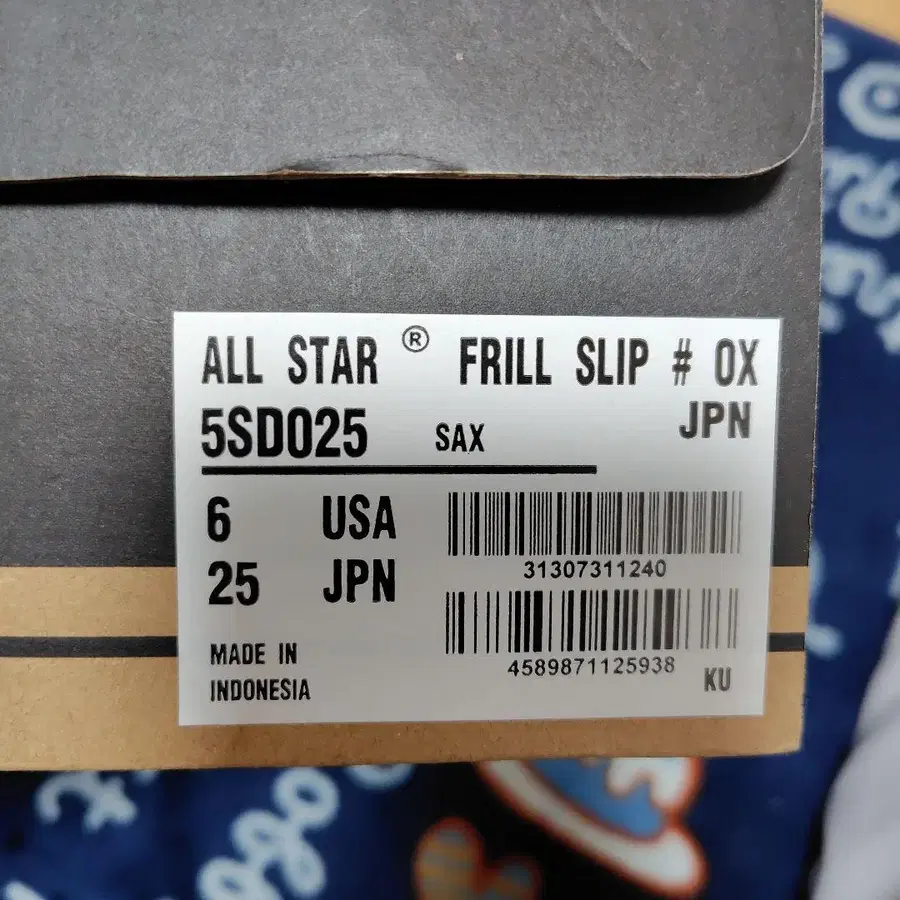 ALL STAR ® FRILL SLIP # OX
5SD025 SAX JPN
6 USA
25 JPN
31307311240
4589871125938
MADE IN
INDONESIA
KU